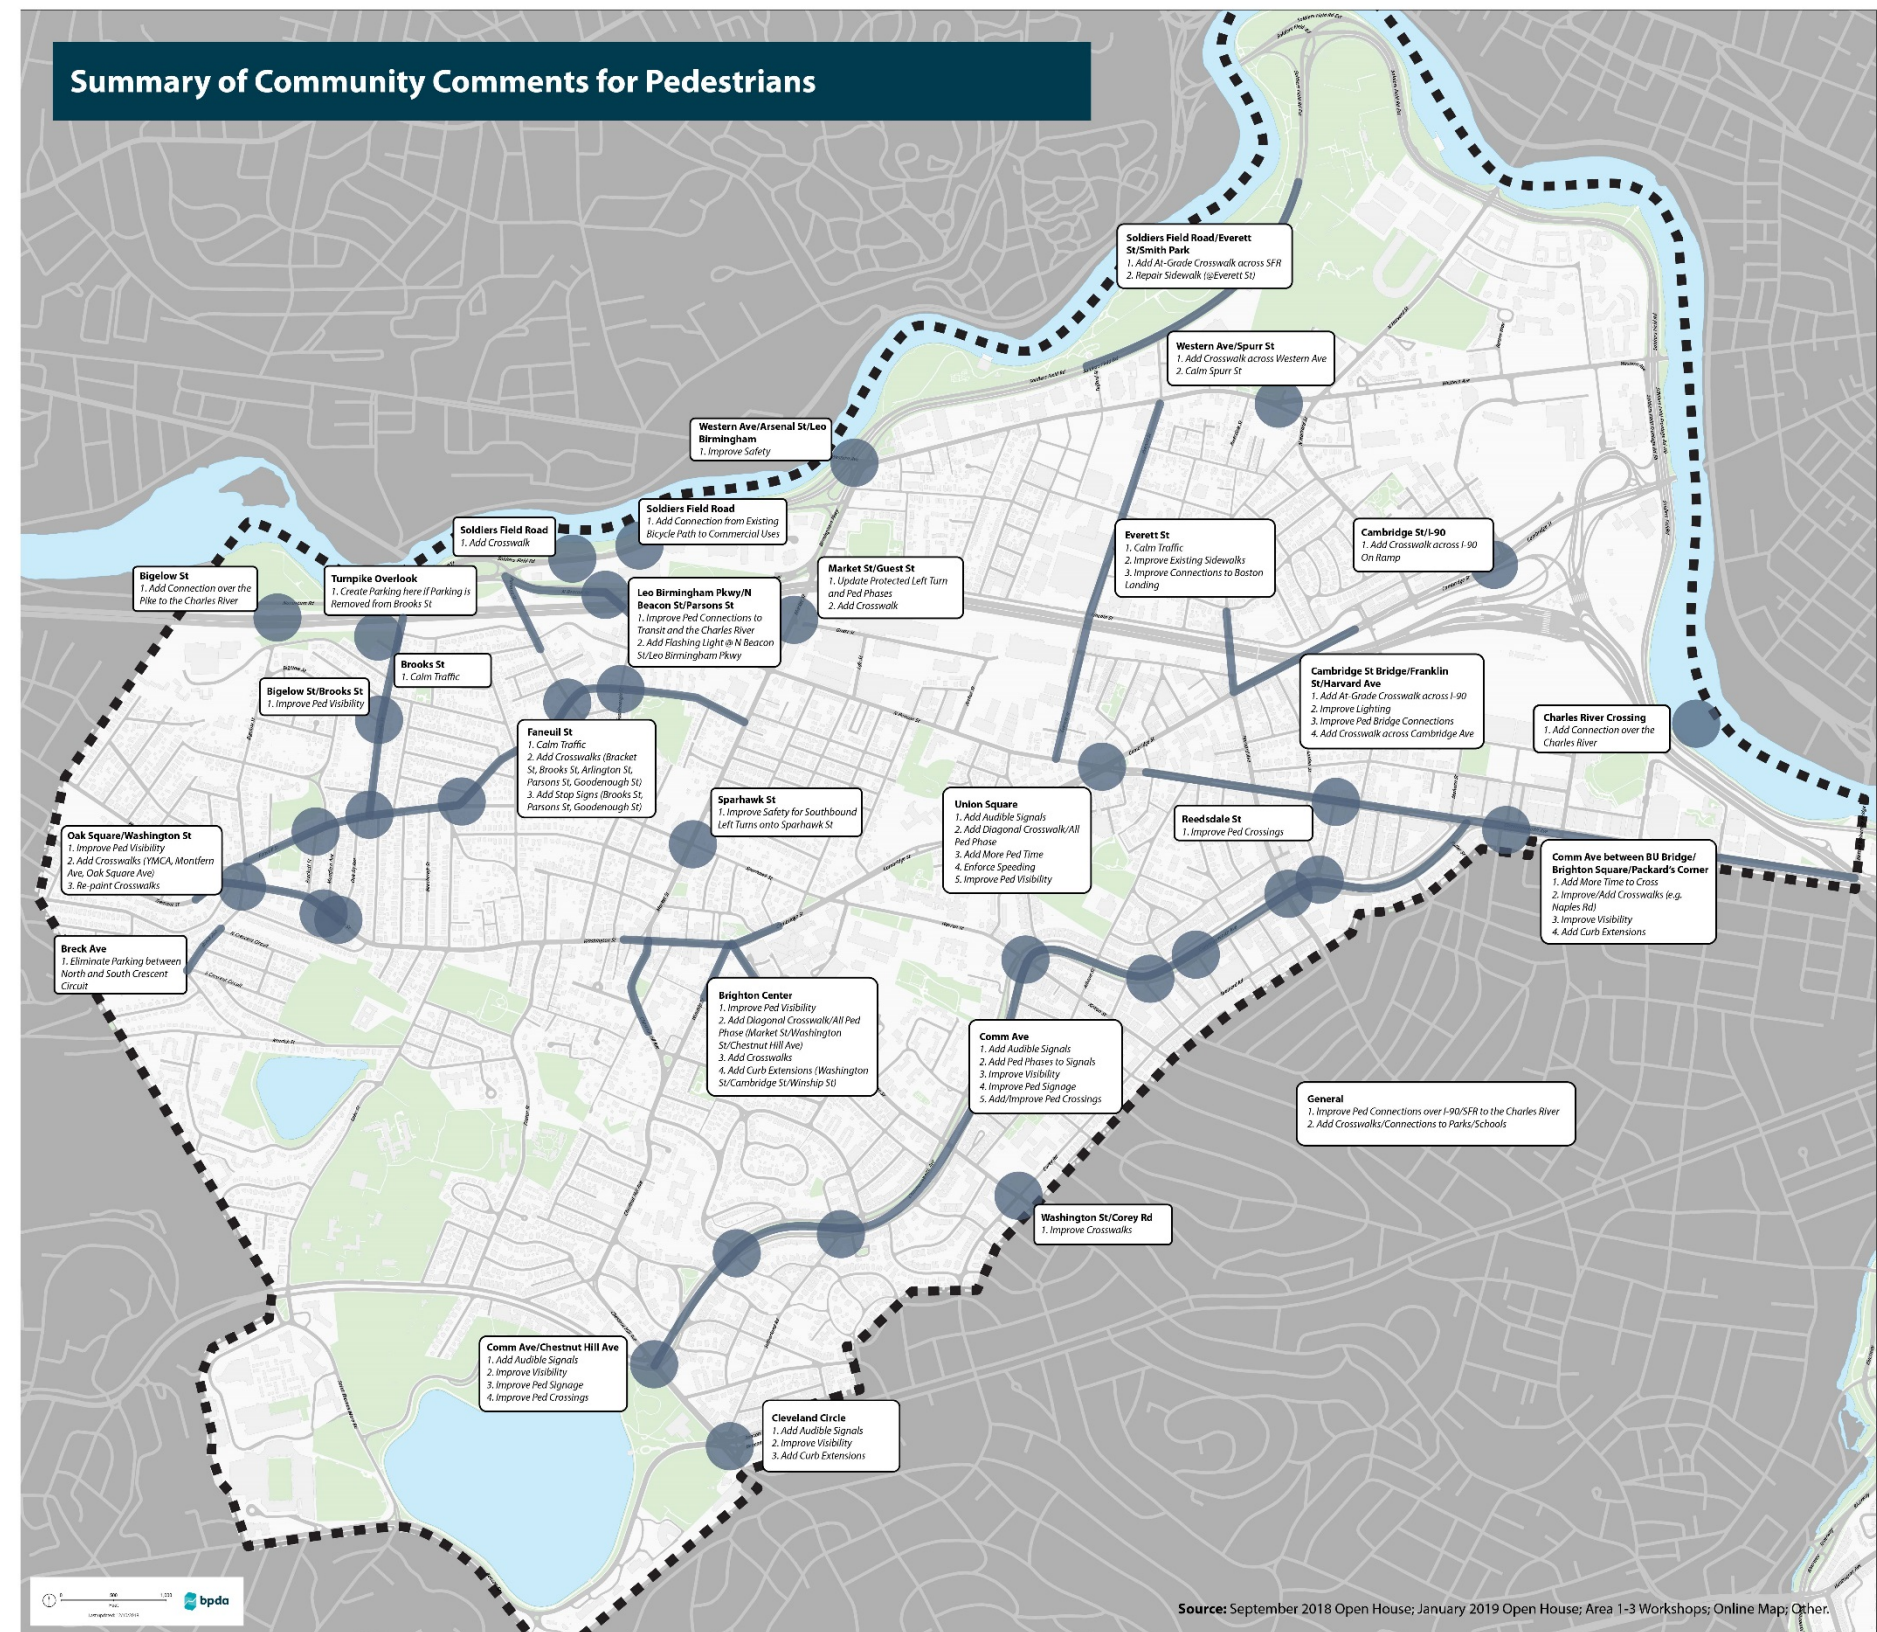 Summary of Community Comments for Pedestrians
Soldiers Field Road/Everett
St/Smith Park
1. Add At-Grade Crosswalk across SFR
2. Repair Sidewalk (@Everett St)
Western Ave/Spurr St
1. Add Crosswalk across Western Ave
2. Calm Spurr St
Western Ave/Arsenal St/Leo
Birmingham
1. Improve Safety
Soldiers Field Road
1. Add Connection from Existing
Bicycle Path to Commercial Uses
Soldiers Field Road
1. Add Crosswalk
Everett St
1. Calm Traffic
2. Improve Existing Sidewalks
3. Improve Connections to Boston
Landing
Cambridge St/I-90
1. Add Crosswalk across I-90
On Ramp
Bigelow St
1. Add Connection over the
Pike to the Charles River
Turnpike Overlook
1. Create Parking here if Parking is
Removed from Brooks St
Leo Birmingham Pkwy/N
Beacon St/Parsons St
1. Improve Ped Connections to
Transit and the Charles River
2. Add Flashing Light @ N Beacon
St/Leo Birmingham Pkwy
Market St/Guest St
1. Update Protected Left Turn
and Ped Phases
2. Add Crosswalk
Brooks St
1. Calm Traffic
Bigelow St/Brooks St
1. Improve Ped Visibility
Cambridge St Bridge/Franklin
St/Harvard Ave
1. Add At-Grade Crosswalk across I-90
2. Improve Lighting
3. Improve Ped Bridge Connections
4. Add Crosswalk across Cambridge Ave
Charles River Crossing
1. Add Connection over the
Charles River
Faneuil St
1. Calm Traffic
2. Add Crosswalks (Bracket
St, Brooks St, Arlington St,
Parsons St, Goodenough St)
3. Add Stop Signs (Brooks St,
Parsons St, Goodenough St)
Sparhawk St
1. Improve Safety for Southbound
Left Turns onto Sparhawk St
Union Square
1. Add Audible Signals
2. Add Diagonal Crosswalk/All
Ped Phase
3. Add More Ped Time
4. Enforce Speeding
5. Improve Ped Visibility
Reedsdale St
1. Improve Ped Crossings
Oak Square/Washington St
1. Improve Ped Visibility
2. Add Crosswalks (YMCA, Montfern
Ave, Oak Square Ave)
3. Re-paint Crosswalks
Comm Ave between BU Bridge/
Brighton Square/Packard's Corner
1. Add More Time to Cross
2. Improve/Add Crosswalks (e.g.
Naples Rd)
3. Improve Visibility
4. Add Curb Extensions
Breck Ave
1. Eliminate Parking between
North and South Crescent
Circuit
Brighton Center
1. Improve Ped Visibility
2. Add Diagonal Crosswalk/All Ped
Phase (Market St/Washington
St/Chestnut Hill Ave)
3. Add Crosswalks
4. Add Curb Extensions (Washington
St/Cambridge St/Winship St)
Comm Ave
1. Add Audible Signals
2. Add Ped Phases to Signals
3. Improve Visibility
4. Improve Ped Signage
5. Add/Improve Ped Crossings
General
1. Improve Ped Connections over I-90/SFR to the Charles River
2. Add Crosswalks/Connections to Parks/Schools
Washington St/Corey Rd
1. Improve Crosswalks
Comm Ave/Chestnut Hill Ave
1. Add Audible Signals
2. Improve Visibility
3. Improve Ped Signage
4. Improve Ped Crossings
Cleveland Circle
1. Add Audible Signals
2. Improve Visibility
3. Add Curb Extensions
bpda
Source: September 2018 Open House; January 2019 Open House; Area 1-3 Workshops; Online Map; Other.